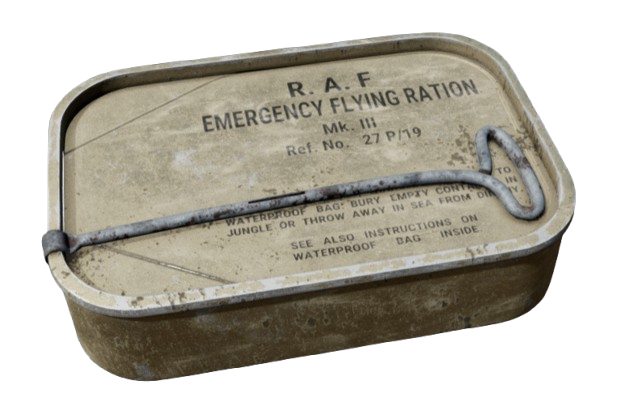 R. A. F
EMERGENCY FLYING RATION
Mk. III
Ref. No. 27 P/19
TO
IN
WATERPROOF BAG: BURY EMPTY
JUNGLE OR THROW AWAY IN SEA FROM
SEE ALSO INSTRUCTIONS ON
WATERPROOF BAG INSIDE